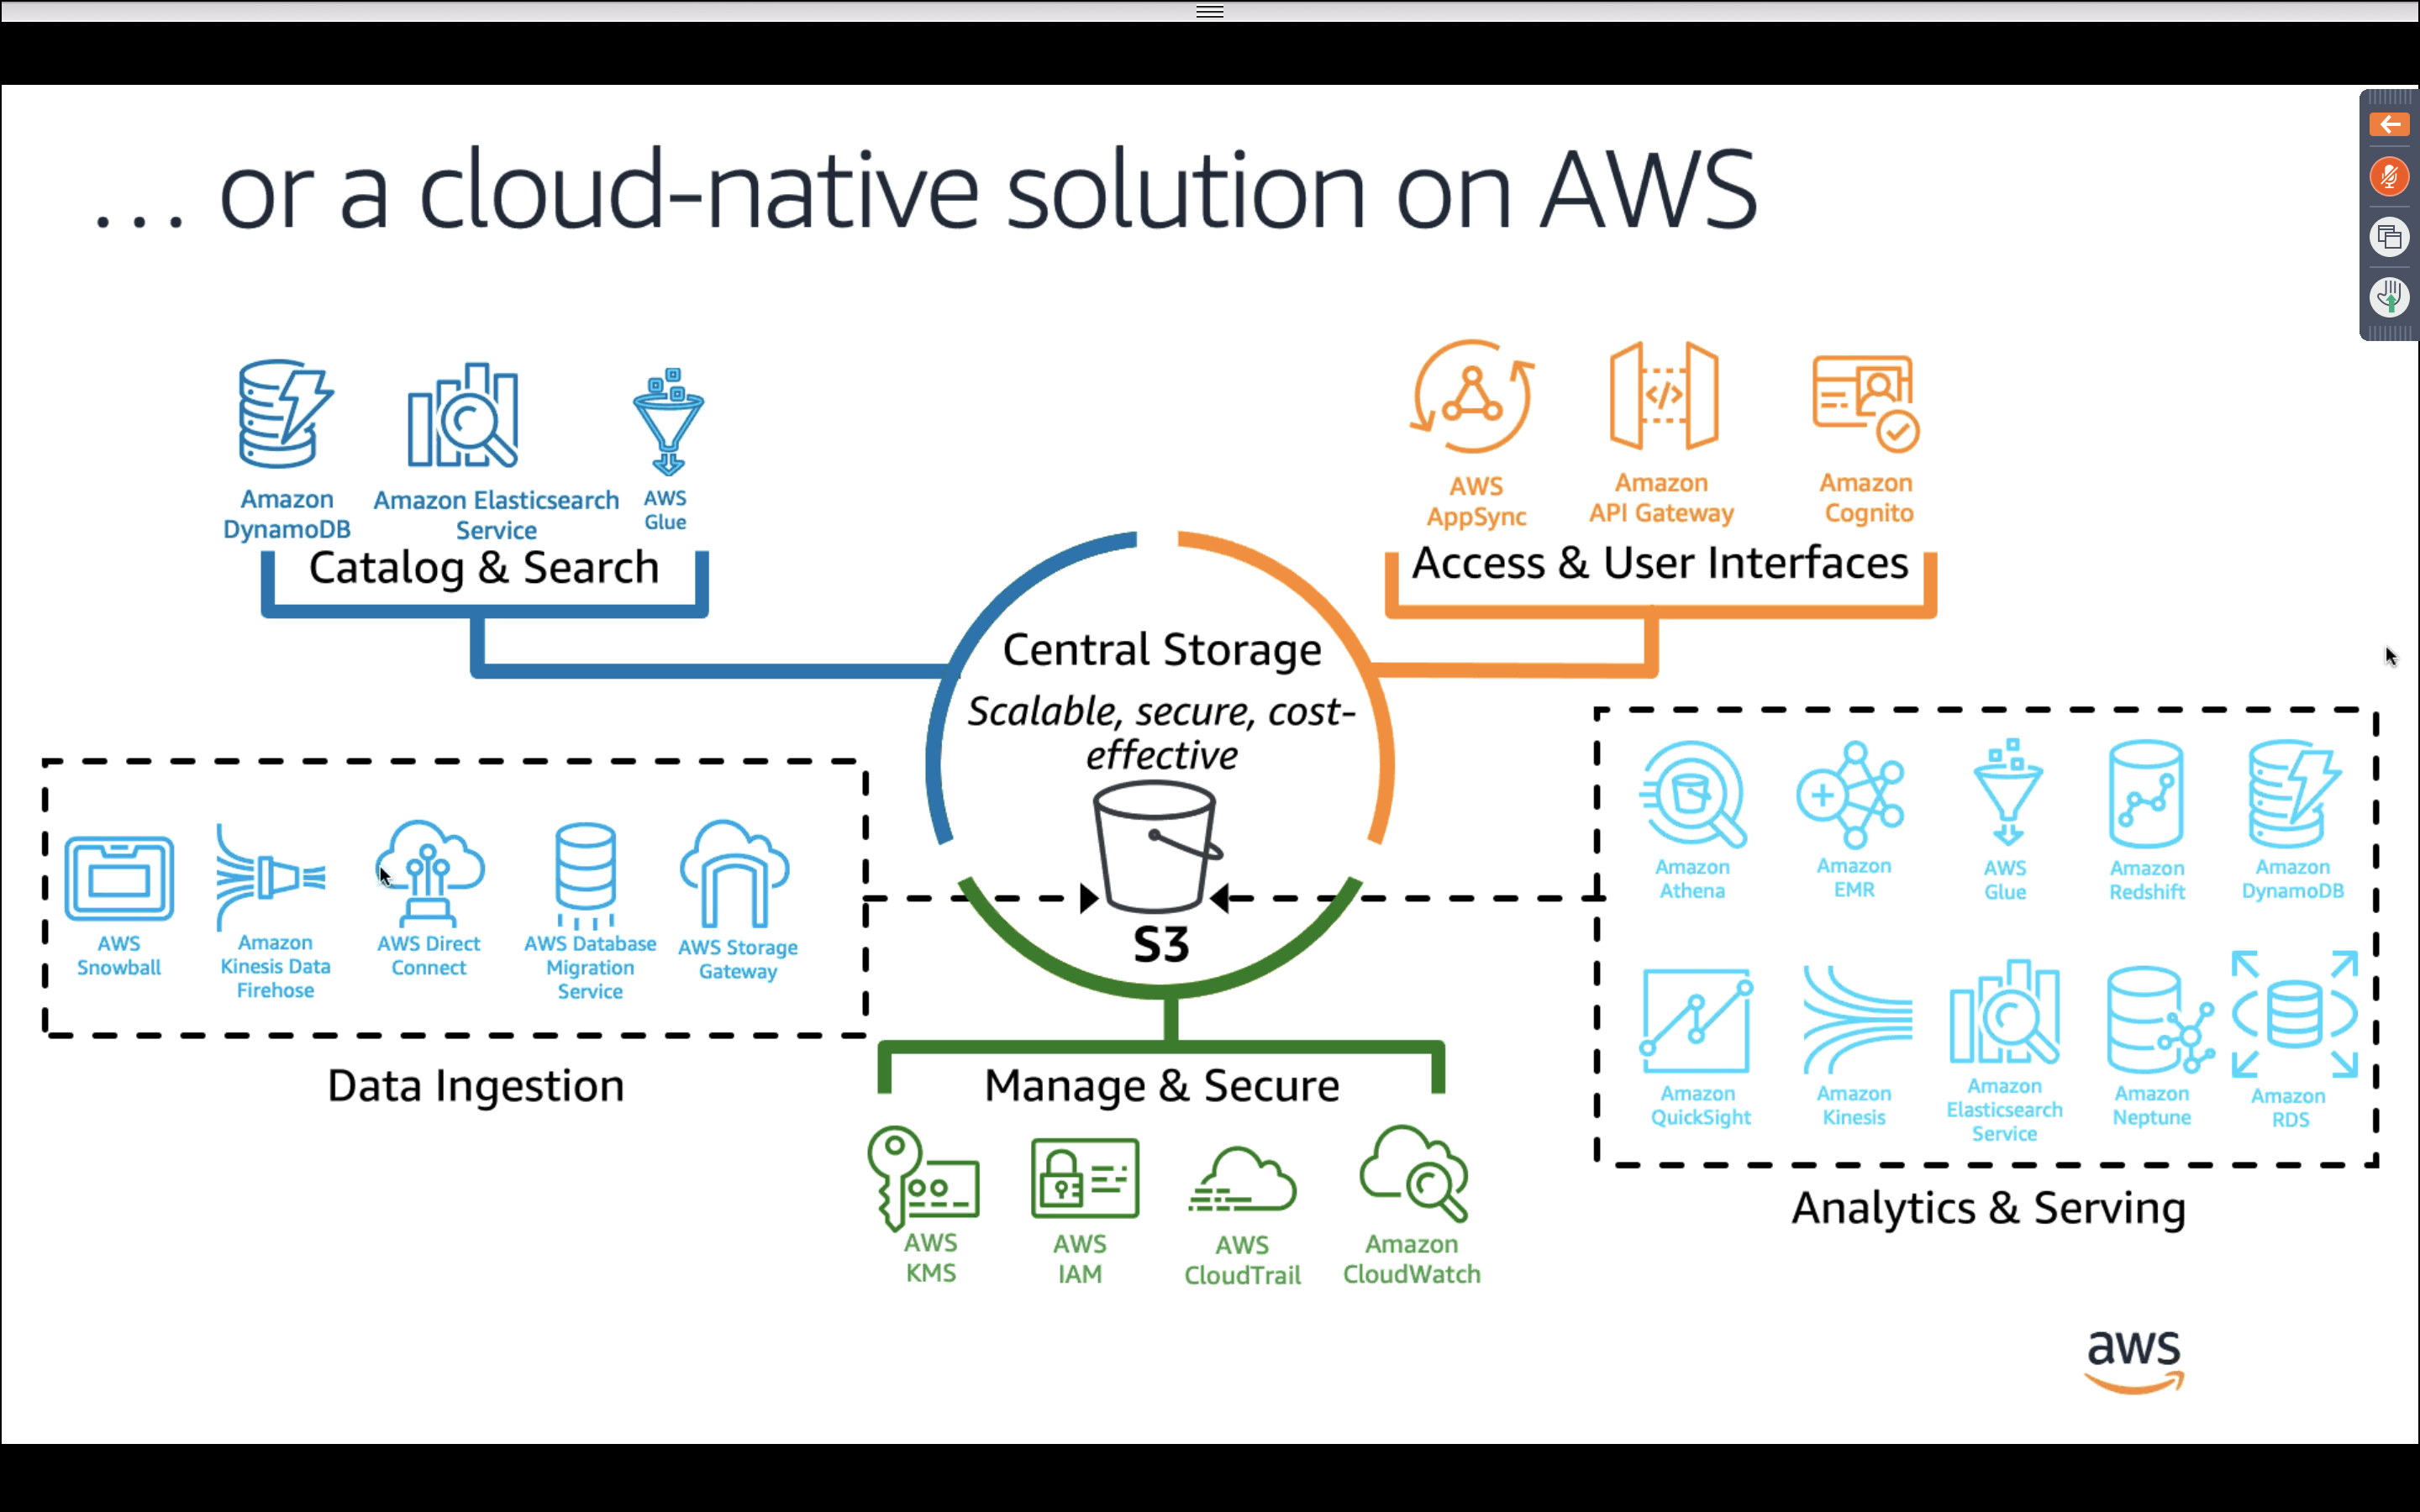 ... or a cloud-native solution on AWS
Amazon
DynamoDB
Amazon Elasticsearch
Service
AWS
Glue
Catalog & Search
AWS
AppSync
Amazon
API Gateway
Amazon
Cognito
Access & User Interfaces
Central Storage
Scalable, secure, cost-
effective
S3
AWS
Snowball
Amazon
Kinesis Data
Firehose
AWS Direct
Connect
AWS Database
Migration
Service
AWS Storage
Gateway
Data Ingestion
Amazon
Athena
Amazon
EMR
AWS
Glue
Amazon
Redshift
Amazon
DynamoDB
Amazon
QuickSight
Amazon
Kinesis
Amazon
Elasticsearch
Service
Amazon
Neptune
Amazon
RDS
Analytics & Serving
Manage & Secure
AWS
KMS
AWS
IAM
AWS
CloudTrail
Amazon
CloudWatch
aws